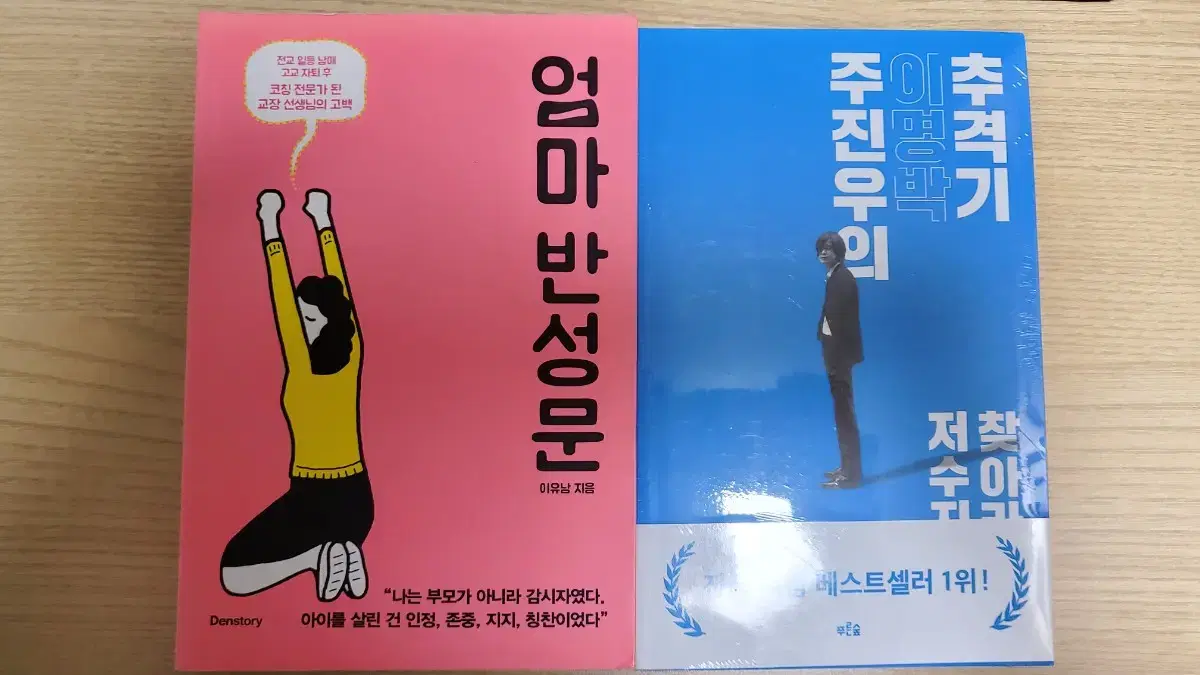 전교 일등 남매
고교 자퇴 후
코칭 전문가 된
교장 선생님의 고백
엄마 반성문
이유남 지음
“나는 부모가 아니라 감시자였다.
아이를 살린 건 인정, 존중, 지지, 칭찬이었다”
Denstory
주진우의
이명박
추격기
저수지
찾아
베스트셀러 1위!
푸른숲